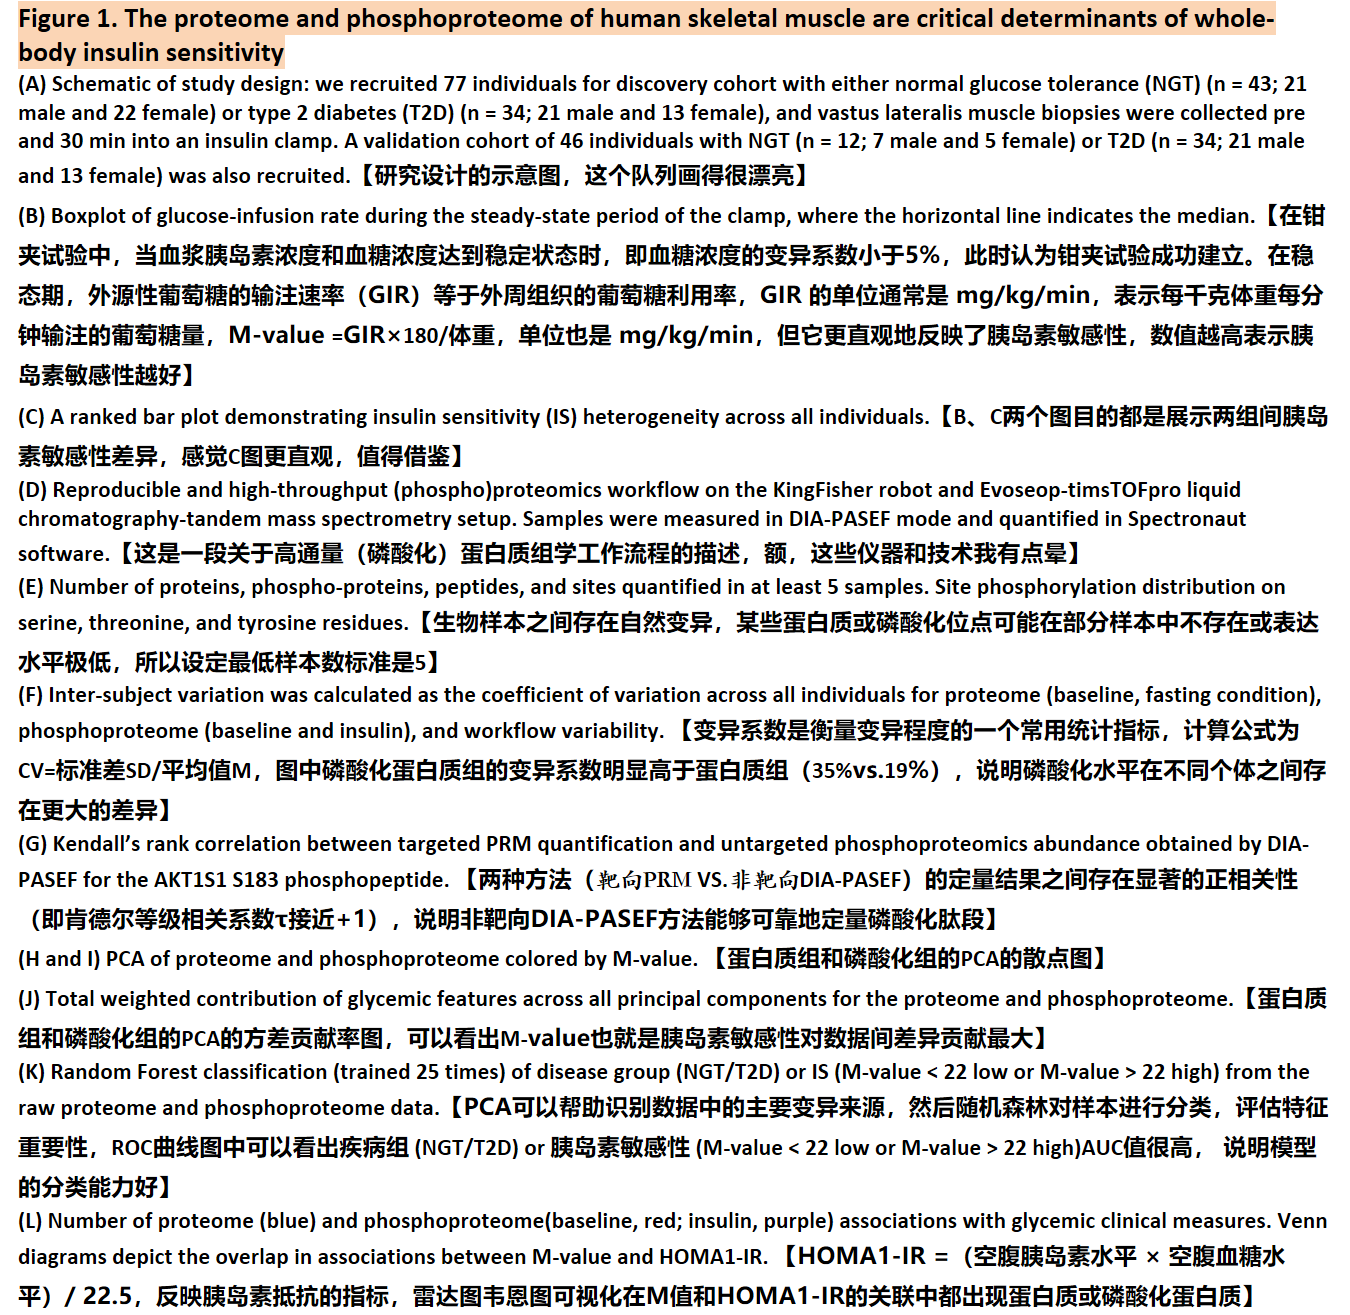 Figure 1. The proteome and phosphoproteome of human skeletal muscle are critical determinants of whole-
body insulin sensitivity
(A) Schematic of study design: we recruited 77 individuals for discovery cohort with either normal glucose tolerance (NGT) (n = 43; 21
male and 22 female) or type 2 diabetes (T2D) (n = 34; 21 male and 13 female), and vastus lateralis muscle biopsies were collected pre
and 30 min into an insulin clamp. A validation cohort of 46 individuals with NGT (n = 12; 7 male and 5 female) or T2D (n = 34; 21 male
and 13 female) was also recruited.【研究设计的示意图，这个队列画得很漂亮】
(B) Boxplot of glucose-infusion rate during the steady-state period of the clamp, where the horizontal line indicates the median.【在钳
夹试验中，当血浆胰岛素浓度和血糖浓度达到稳定状态时，即血糖浓度的变异系数小于5%，此时认为钳夹试验成功建立。在稳
态期，外源性葡萄糖的输注速率（GIR）等于外周组织的葡萄糖利用率，GIR 的单位通常是 mg/kg/min，表示每千克体重每分
钟输注的葡萄糖量，M-value =GIR×180/体重，单位也是 mg/kg/min，但它更直观地反映了胰岛素敏感性，数值越高表示胰
岛素敏感性越好】
(C) A ranked bar plot demonstrating insulin sensitivity (IS) heterogeneity across all individuals.【B、C两个图目的都是展示两组间胰岛
素敏感性差异，感觉C图更直观，值得借鉴】
(D) Reproducible and high-throughput (phospho)proteomics workflow on the KingFisher robot and Evoseop-timsTOFpro liquid
chromatography-tandem mass spectrometry setup. Samples were measured in DIA-PASEF mode and quantified in Spectronaut
software.【这是一段关于高通量（磷酸化）蛋白质组学工作流程的描述，额，这些仪器和技术我有点晕】
(E) Number of proteins, phospho-proteins, peptides, and sites quantified in at least 5 samples. Site phosphorylation distribution on
serine, threonine, and tyrosine residues.【生物样本之间存在自然变异，某些蛋白质或磷酸化位点可能在部分样本中不存在或表达
水平极低，所以设定最低样本数标准是5】
(F) Inter-subject variation was calculated as the coefficient of variation across all individuals for proteome (baseline, fasting condition),
phosphoproteome (baseline and insulin), and workflow variability. 【变异系数是衡量变异程度的一个常用统计指标，计算公式为
CV=标准差SD/平均值M，图中磷酸化蛋白质组的变异系数明显高于蛋白质组（35%vs.19%），说明磷酸化水平在不同个体之间存
在更大的差异】
(G) Kendall’s rank correlation between targeted PRM quantification and untargeted phosphoproteomics abundance obtained by DIA-
PASEF for the AKT1S1 S183 phosphopeptide. 【两种方法（靶向PRM VS.非靶向DIA-PASEF）的定量结果之间存在显著的正相关性
（即肯德尔等级相关系数τ接近+1），说明非靶向DIA-PASEF方法能够可靠地定量磷酸化肽段】
(H and I) PCA of proteome and phosphoproteome colored by M-value. 【蛋白质组和磷酸化组的PCA的散点图】
(J) Total weighted contribution of glycemic features across all principal components for the proteome and phosphoproteome.【蛋白质
组和磷酸化组的PCA的方差贡献率图，可以看出M-value也就是胰岛素敏感性对数据间差异贡献最大】
(K) Random Forest classification (trained 25 times) of disease group (NGT/T2D) or IS (M-value < 22 low or M-value > 22 high) from the
raw proteome and phosphoproteome data.【PCA可以帮助识别数据中的主要变异来源，然后随机森林对样本进行分类，评估特征
重要性，ROC曲线图中可以看出疾病组 (NGT/T2D) or 胰岛素敏感性 (M-value < 22 low or M-value > 22 high)AUC值很高， 说明模型
的分类能力好】
(L) Number of proteome (blue) and phosphoproteome(baseline, red; insulin, purple) associations with glycemic clinical measures. Venn
diagrams depict the overlap in associations between M-value and HOMA1-IR. 【HOMA1-IR =（空腹胰岛素水平 × 空腹血糖水
平）/ 22.5，反映胰岛素抵抗的指标，雷达图韦恩图可视化在M值和HOMA1-IR的关联中都出现蛋白质或磷酸化蛋白质】